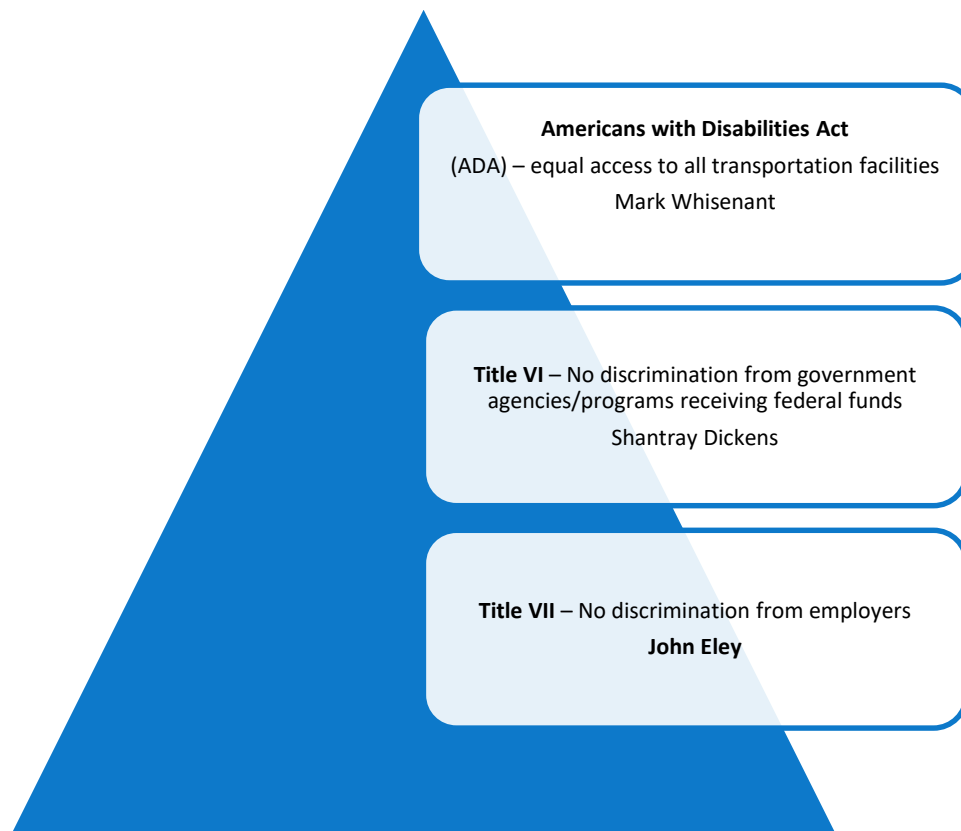 Americans with Disabilities Act
(ADA) – equal access to all transportation facilities
Mark Whisenant
Title VI – No discrimination from government
agencies/programs receiving federal funds
Shantray Dickens
Title VII – No discrimination from employers
John Eley